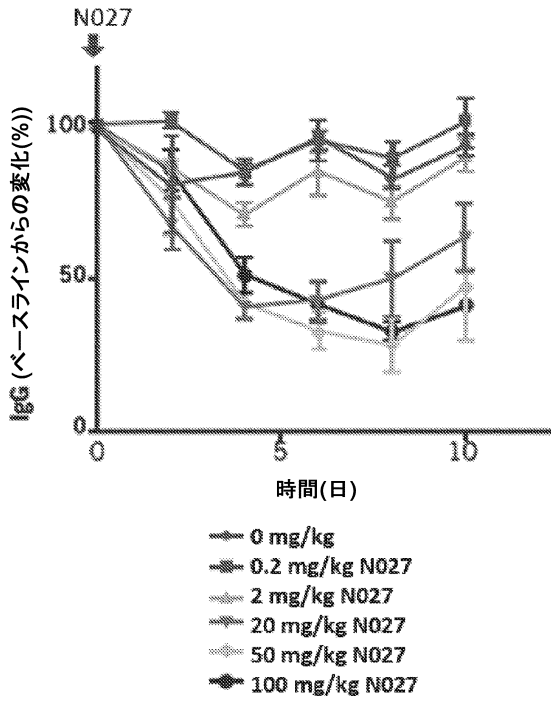 N027
100
50
0
0
5
10
IgG (ベースラインからの変化(%))
時間(日)
0 mg/kg
0.2 mg/kg N027
2 mg/kg N027
20 mg/kg N027
50 mg/kg N027
100 mg/kg N027